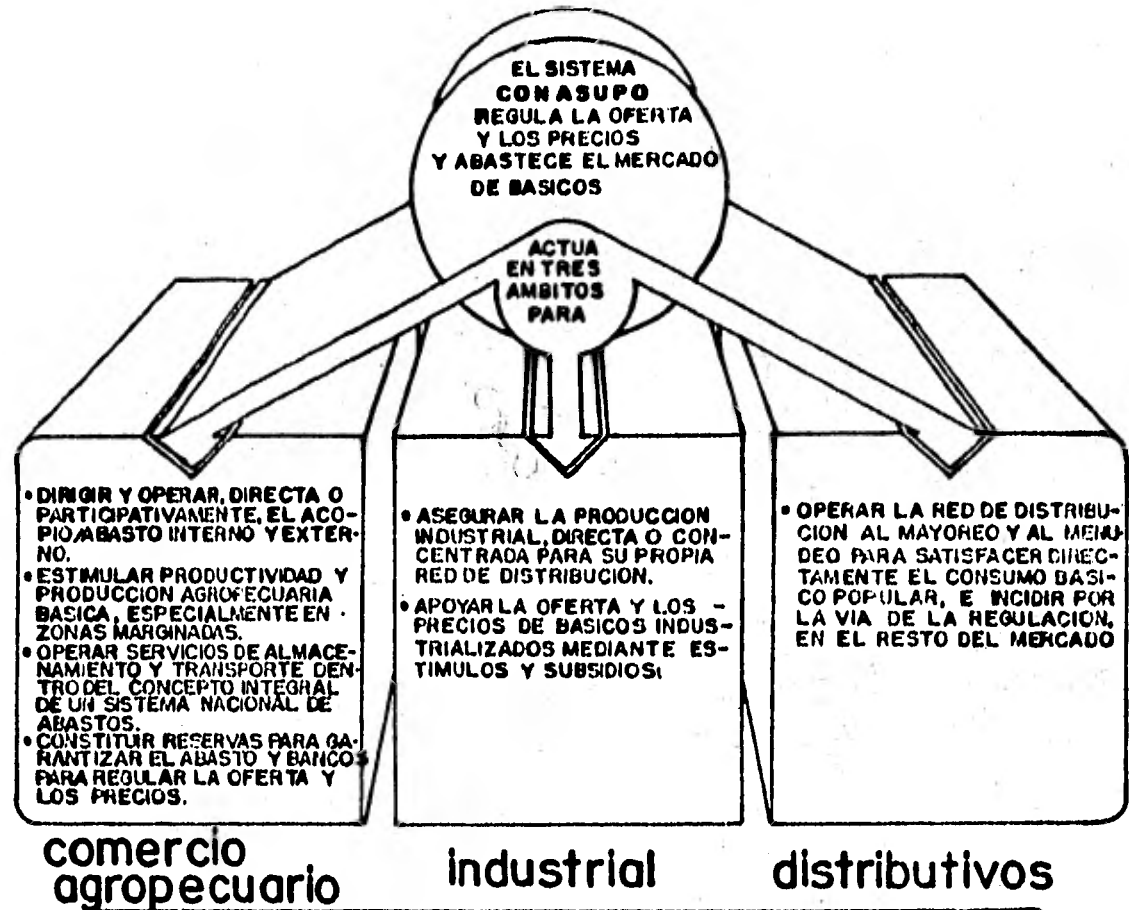 EL SISTEMA
CONASUPO
REGULA LA OFERTA
Y LOS PRECIOS
Y ABASTECE EL MERCADO
DE BASICOS
ACTUA
EN TRES
AMBITOS
PARA
• DIRIGIR Y OPERAR, DIRECTA O
PARTICIPATIVAMENTE, EL ACO-
PIO/ABASTO INTERNO Y EXTER-
NO.
• ESTIMULAR PRODUCTIVIDAD Y
PRODUCCION AGROPECUARIA
BASICA, ESPECIALMENTE EN
ZONAS MARGINADAS.
• OPERAR SERVICIOS DE ALMACE-
NAMIENTO Y TRANSPORTE DEN-
TRO DEL CONCEPTO INTEGRAL
DE UN SISTEMA NACIONAL DE
ABASTOS.
• CONSTITUIR RESERVAS PARA GA-
RANTIZAR EL ABASTO Y BANCOS
PARA REGULAR LA OFERTA Y
LOS PRECIOS.
• ASEGURAR LA PRODUCCION
INDUSTRIAL, DIRECTA O CON-
CENTRADA PARA SU PROPIA
RED DE DISTRIBUCION.
• APOYAR LA OFERTA Y LOS -
PRECIOS DE BASICOS INDUS-
TRIALIZADOS MEDIANTE ES-
TIMULOS Y SUBSIDIOS.
• OPERAR LA RED DE DISTRIBU-
CION AL MAYOREO Y AL MENU-
DEO PARA SATISFACER DIREC-
TAMENTE EL CONSUMO BASI-
CO POPULAR, E INCIDIR POR
LA VIA DE LA REGULACION,
EN EL RESTO DEL MERCADO
comercio
agropecuario
industrial
distributivos